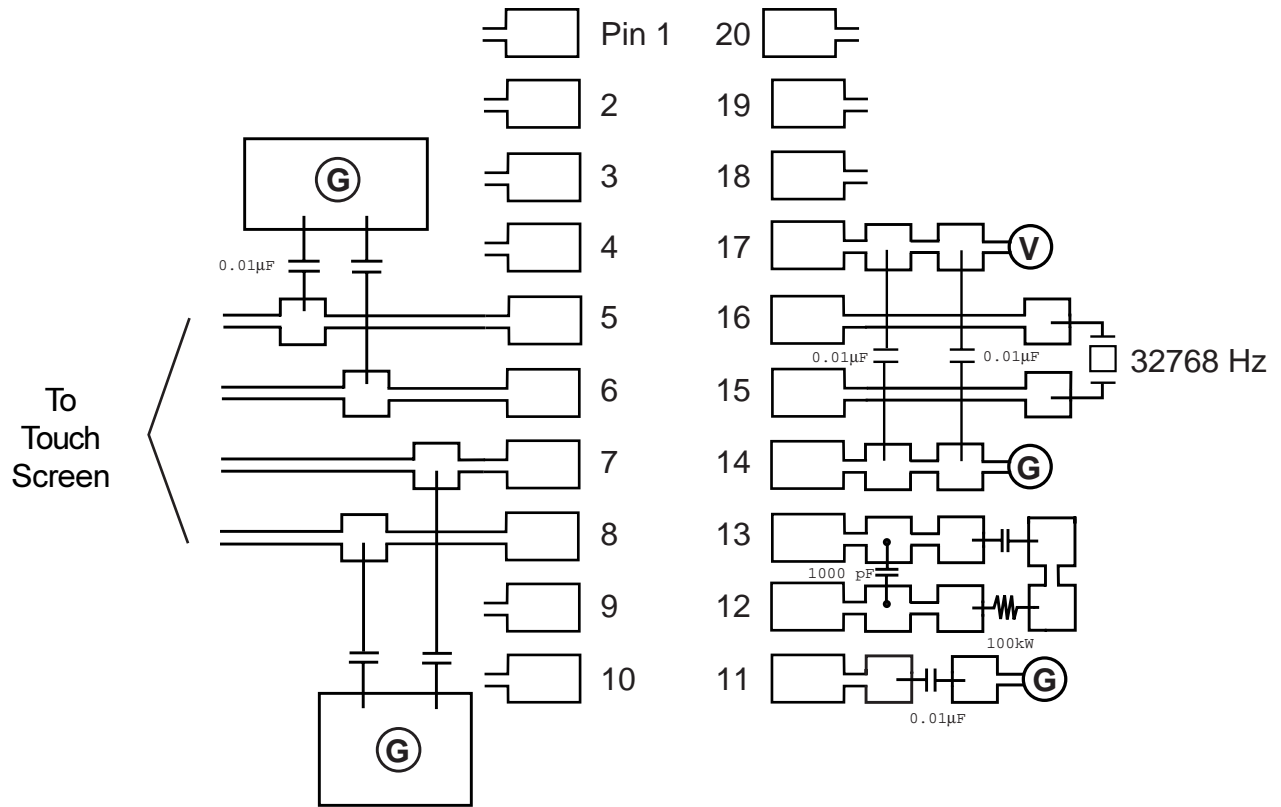 Pin 1 20
2 19
G
3 18
4 17 V
0.01µF
5 16
0.01µF 0.01µF 32768 Hz
6 15
To
Touch
Screen
7 14 G
8 13
1000 pF
9 12
100kW
10 11 G
0.01µF
G